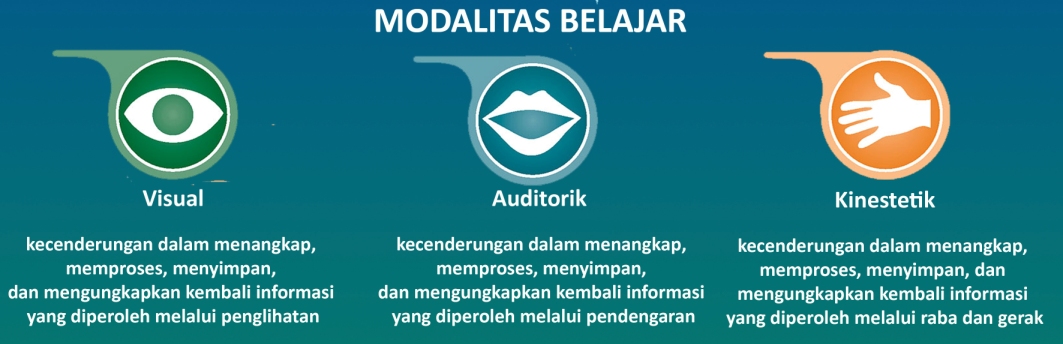 MODALITAS BELAJAR
Visual
kecenderungan dalam menangkap,
memproses, menyimpan,
dan mengungkapkan kembali informasi
yang diperoleh melalui penglihatan
Auditorik
kecenderungan dalam menangkap,
memproses, menyimpan,
dan mengungkapkan kembali informasi
yang diperoleh melalui pendengaran
Kinestetik
kecenderungan dalam menangkap,
memproses, menyimpan, dan
mengungkapkan kembali informasi
yang diperoleh melalui raba dan gerak